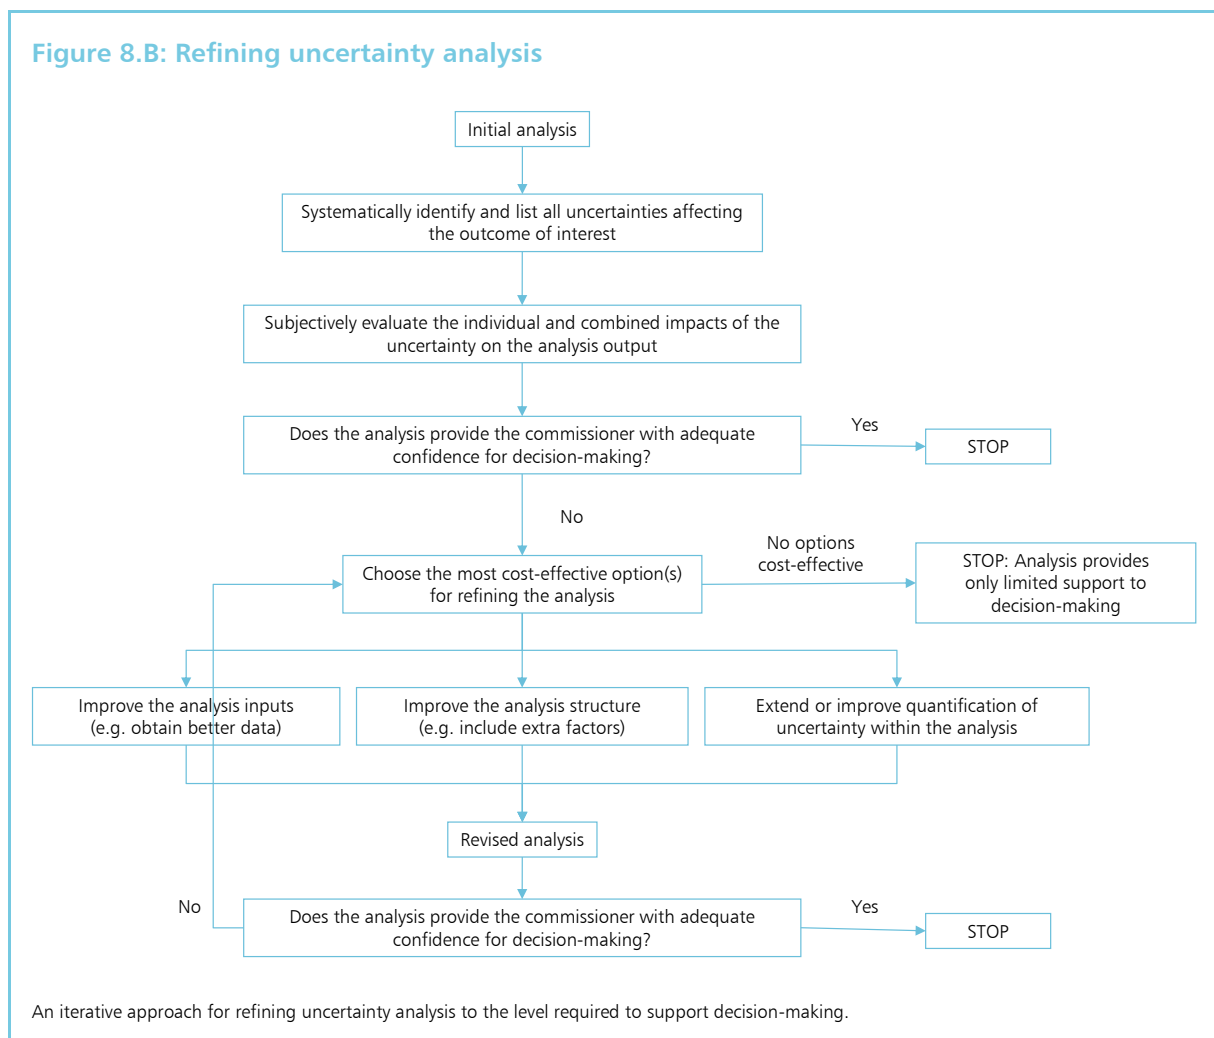 Figure 8.B: Refining uncertainty analysis
Initial analysis
Systematically identify and list all uncertainties affecting
the outcome of interest
Subjectively evaluate the individual and combined impacts of the
uncertainty on the analysis output
Does the analysis provide the commissioner with adequate
confidence for decision-making?
Yes
STOP
No
Choose the most cost-effective option(s)
for refining the analysis
No options
cost-effective
STOP: Analysis provides
only limited support to
decision-making
Improve the analysis inputs
(e.g. obtain better data)
Improve the analysis structure
(e.g. include extra factors)
Extend or improve quantification of
uncertainty within the analysis
Revised analysis
No
Does the analysis provide the commissioner with adequate
confidence for decision-making?
Yes
STOP
An iterative approach for refining uncertainty analysis to the level required to support decision-making.